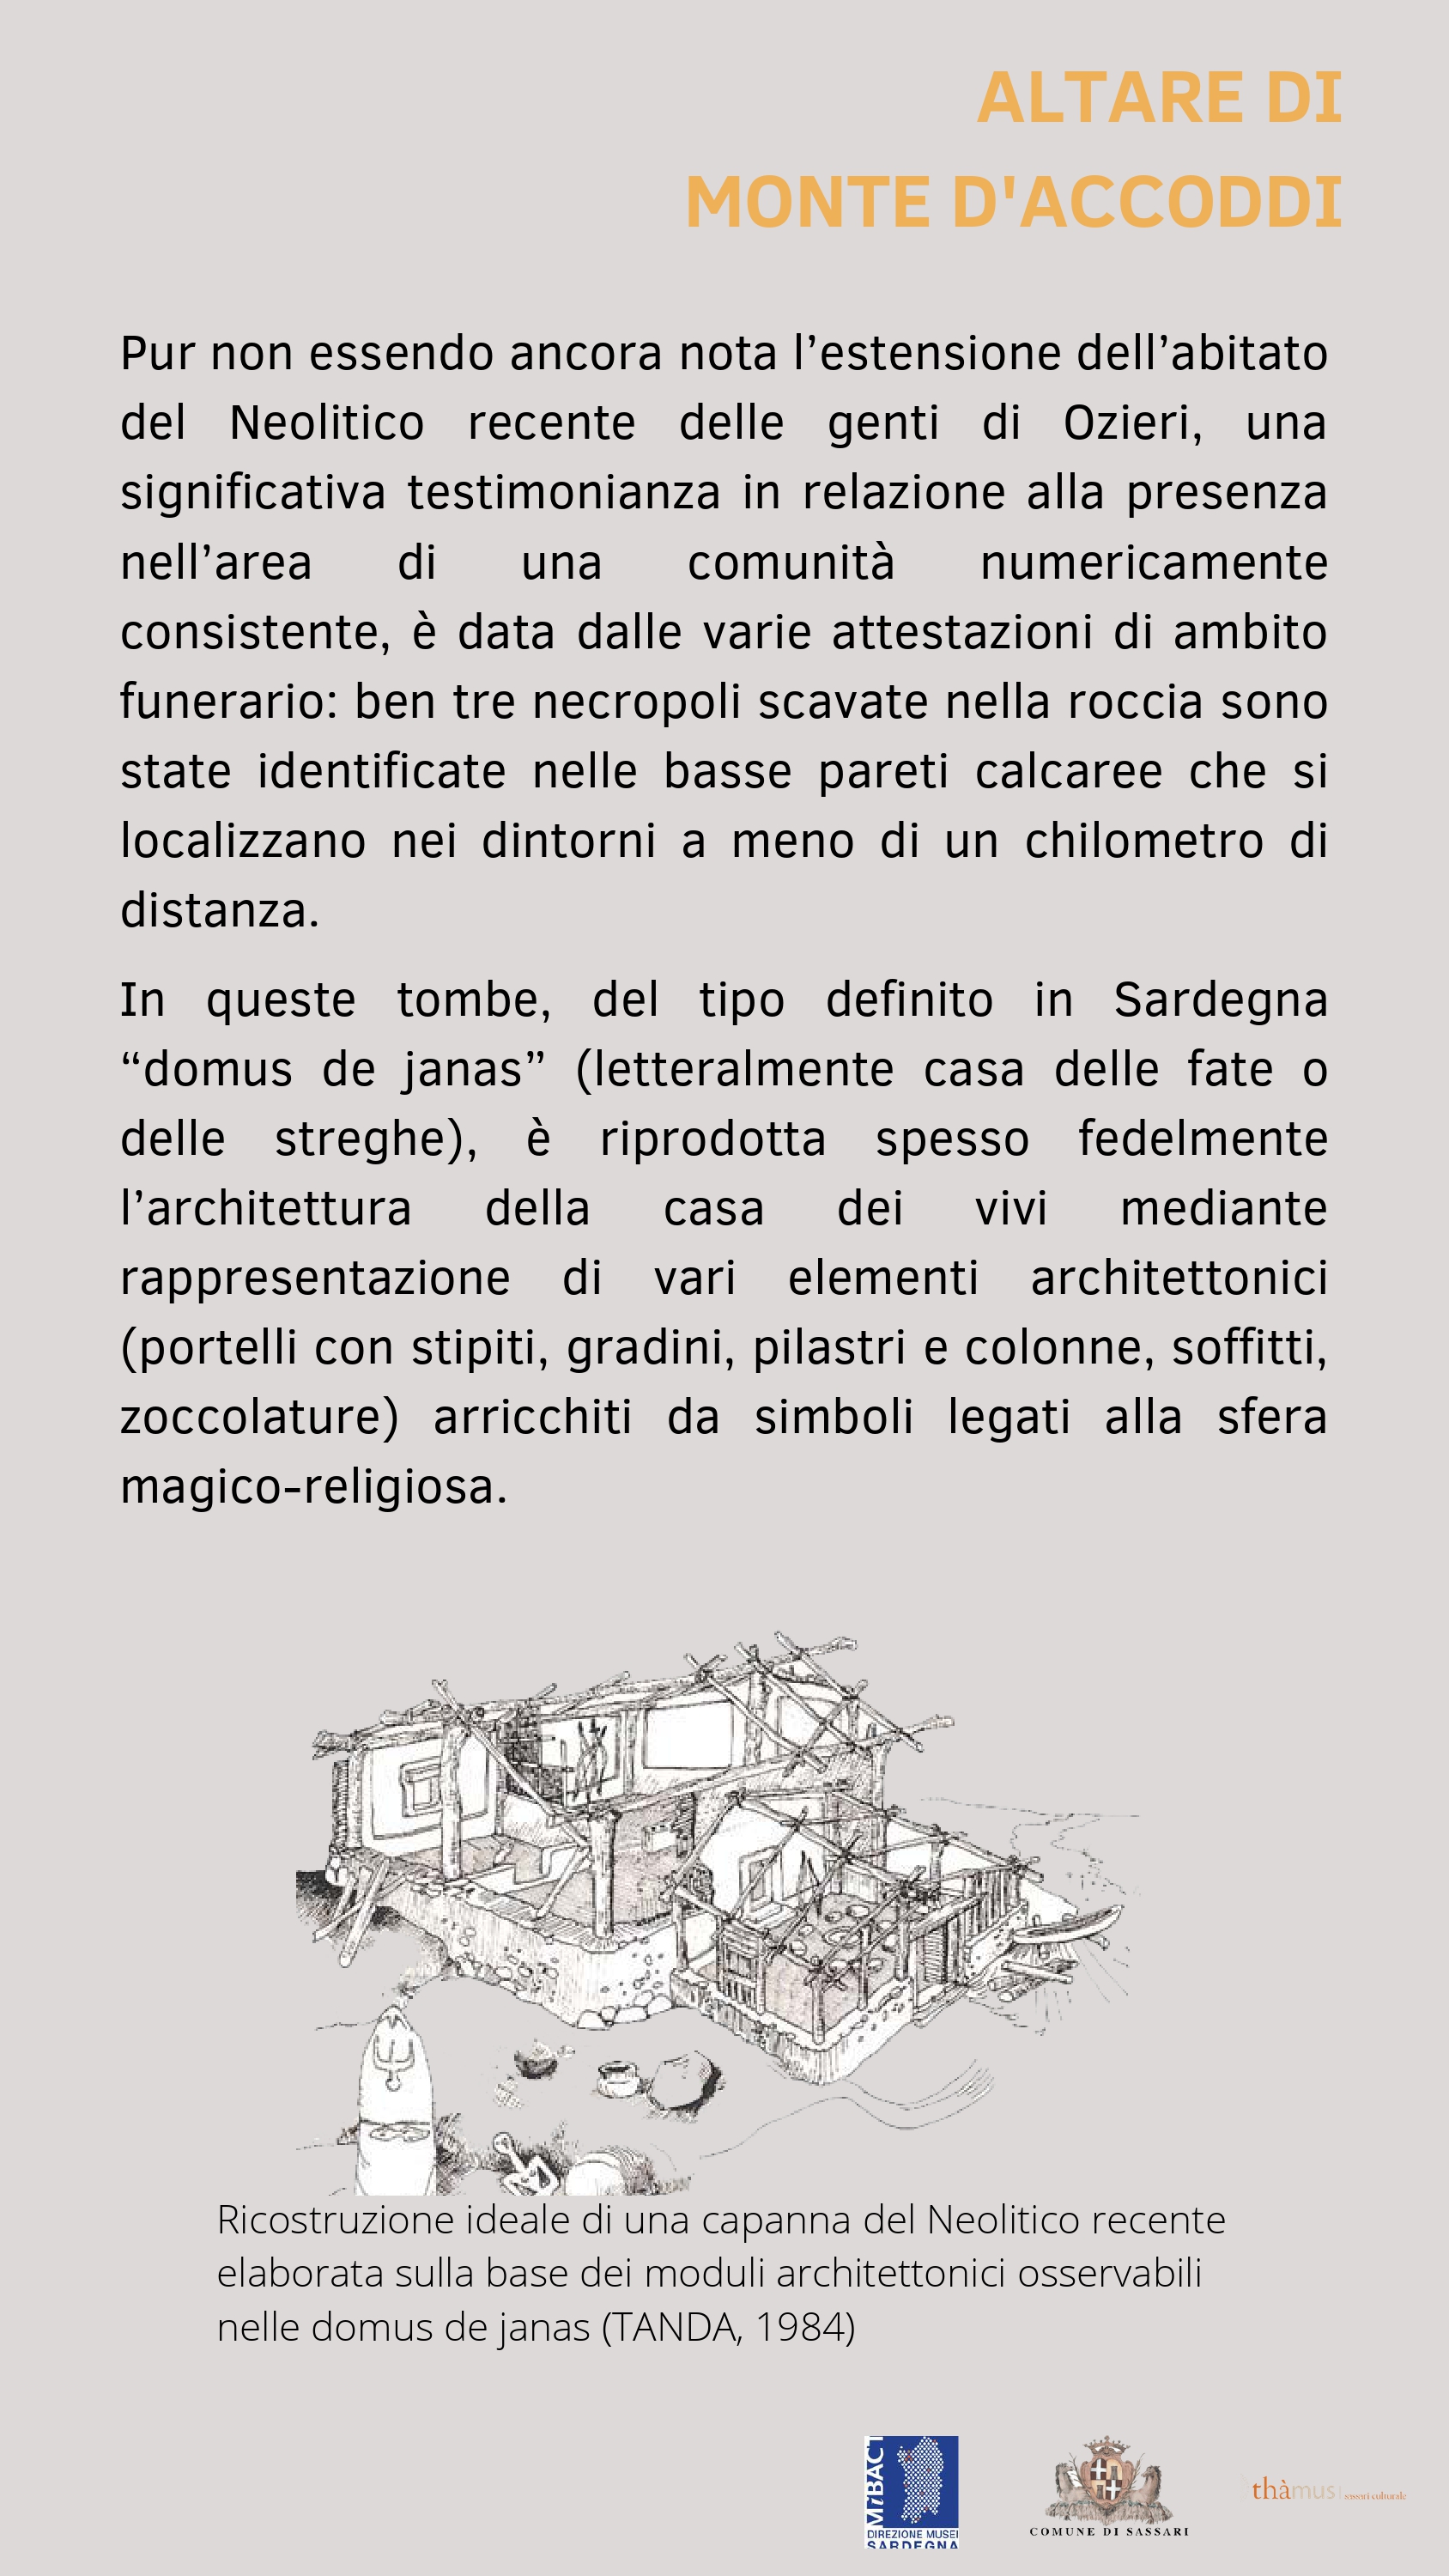 ALTARE DI
MONTE D'ACCODDI
Pur non essendo ancora nota l’estensione dell’abitato
del Neolitico recente delle genti di Ozieri, una
significativa testimonianza in relazione alla presenza
nell’area di una comunità numericamente
consistente, è data dalle varie attestazioni di ambito
funerario: ben tre necropoli scavate nella roccia sono
state identificate nelle basse pareti calcaree che si
localizzano nei dintorni a meno di un chilometro di
distanza.
In queste tombe, del tipo definito in Sardegna
“domus de janas” (letteralmente casa delle fate o
delle streghe), è riprodotta spesso fedelmente
l’architettura della casa dei vivi mediante
rappresentazione di vari elementi architettonici
(portelli con stipiti, gradini, pilastri e colonne, soffitti,
zoccolature) arricchiti da simboli legati alla sfera
magico-religiosa.
Ricostruzione ideale di una capanna del Neolitico recente
elaborata sulla base dei moduli architettonici osservabili
nelle domus de janas (TANDA, 1984)
MiBACT
DIREZIONE MUSEI
SARDEGNA
COMUNE DI SASSARI
thàmus sassari culturale